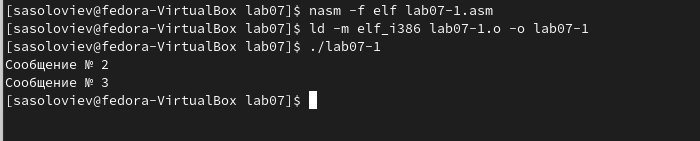 [sasoloviev@fedora-VirtualBox lab07]$ nasm -f elf lab07-1.asm
[sasoloviev@fedora-VirtualBox lab07]$ ld -m elf_i386 lab07-1.o -o lab07-1
[sasoloviev@fedora-VirtualBox lab07]$ ./lab07-1
Сообщение № 2
Сообщение № 3
[sasoloviev@fedora-VirtualBox lab07]$